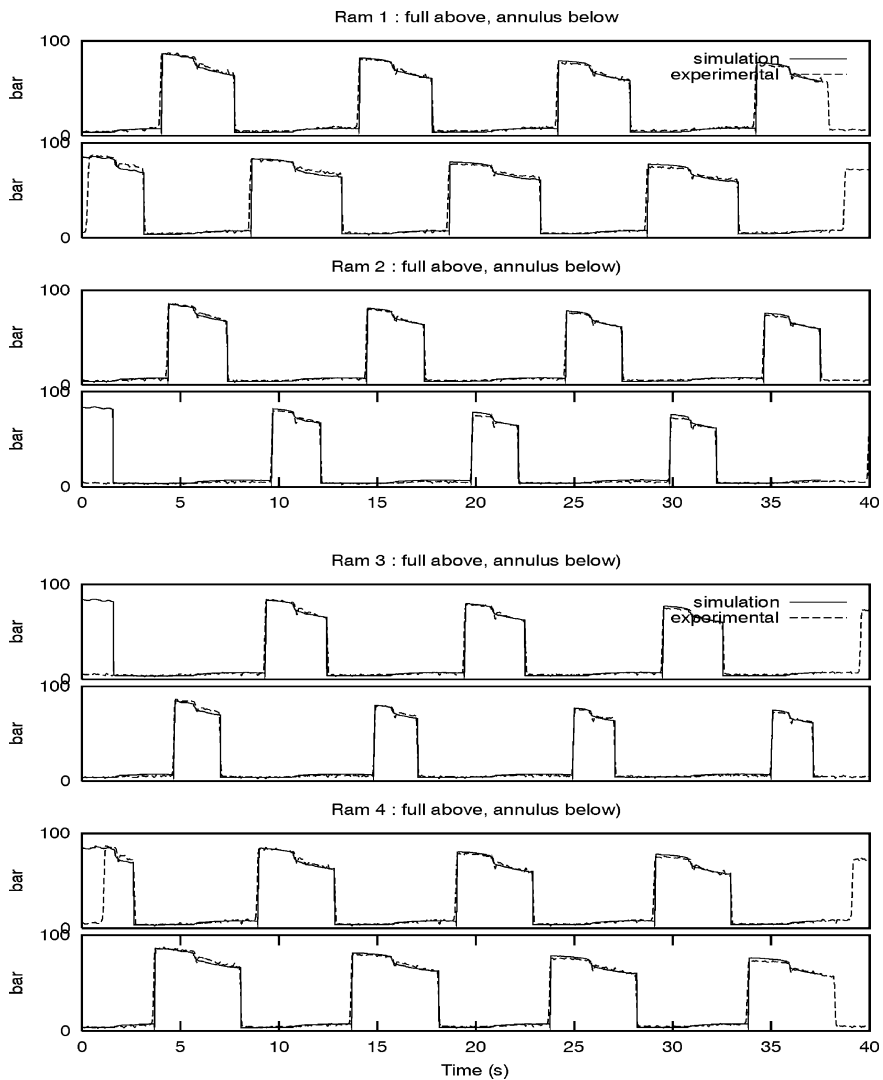 Ram 1 : full above, annulus below
100
simulation
experimental
bar
0
100
bar
0
Ram 2 : full above, annulus below)
100
bar
0
100
bar
0
0 5 10 15 20 25 30 35 40
Ram 3 : full above, annulus below)
100
simulation
experimental
bar
0
100
bar
0
Ram 4 : full above, annulus below)
100
bar
0
100
bar
0
0 5 10 15 20 25 30 35 40
Time (s)